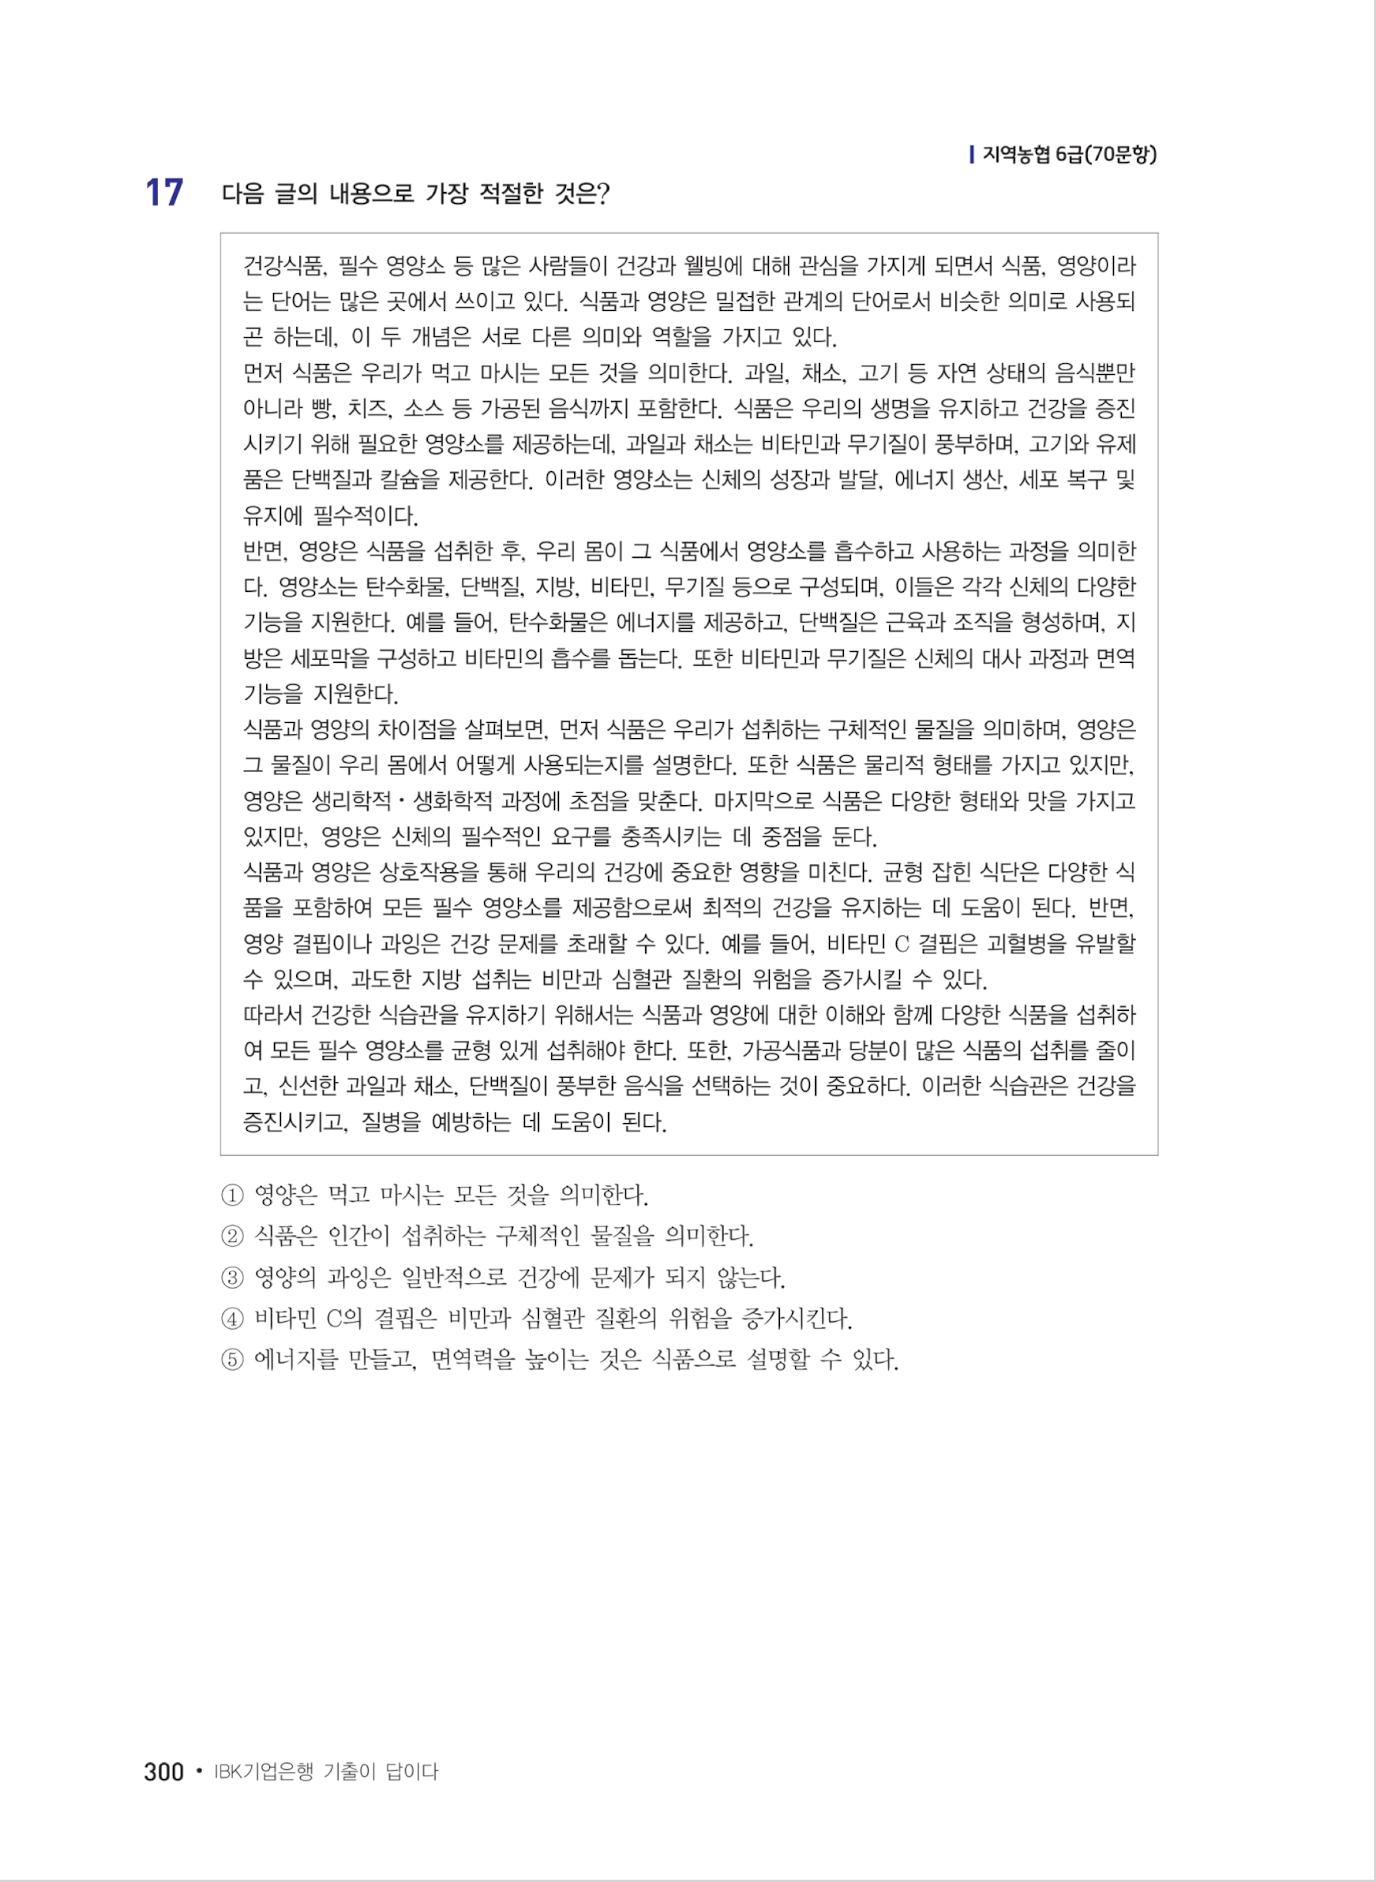 지역농협 6급(70문항)
17 다음 글의 내용으로 가장 적절한 것은?
건강식품, 필수 영양소 등 많은 사람들이 건강과 웰빙에 대해 관심을 가지게 되면서 식품, 영양이라
는 단어는 많은 곳에서 쓰이고 있다. 식품과 영양은 밀접한 관계의 단어로서 비슷한 의미로 사용되
곤 하는데, 이 두 개념은 서로 다른 의미와 역할을 가지고 있다.
먼저 식품은 우리가 먹고 마시는 모든 것을 의미한다. 과일, 채소, 고기 등 자연 상태의 음식뿐만
아니라 빵, 치즈, 소스 등 가공된 음식까지 포함한다. 식품은 우리의 생명을 유지하고 건강을 증진
시키기 위해 필요한 영양소를 제공하는데, 과일과 채소는 비타민과 무기질이 풍부하며, 고기와 유제
품은 단백질과 칼슘을 제공한다. 이러한 영양소는 신체의 성장과 발달, 에너지 생산, 세포 복구 및
유지에 필수적이다.
반면, 영양은 식품을 섭취한 후, 우리 몸이 그 식품에서 영양소를 흡수하고 사용하는 과정을 의미한
다. 영양소는 탄수화물, 단백질, 지방, 비타민, 무기질 등으로 구성되며, 이들은 각각 신체의 다양한
기능을 지원한다. 예를 들어, 탄수화물은 에너지를 제공하고, 단백질은 근육과 조직을 형성하며, 지
방은 세포막을 구성하고 비타민의 흡수를 돕는다. 또한 비타민과 무기질은 신체의 대사 과정과 면역
기능을 지원한다.
식품과 영양의 차이점을 살펴보면, 먼저 식품은 우리가 섭취하는 구체적인 물질을 의미하며, 영양은
그 물질이 우리 몸에서 어떻게 사용되는지를 설명한다. 또한 식품은 물리적 형태를 가지고 있지만,
영양은 생리학적·생화학적 과정에 초점을 맞춘다. 마지막으로 식품은 다양한 형태와 맛을 가지고
있지만, 영양은 신체의 필수적인 요구를 충족시키는 데 중점을 둔다.
식품과 영양은 상호작용을 통해 우리의 건강에 중요한 영향을 미친다. 균형 잡힌 식단은 다양한 식
품을 포함하여 모든 필수 영양소를 제공함으로써 최적의 건강을 유지하는 데 도움이 된다. 반면,
영양 결핍이나 과잉은 건강 문제를 초래할 수 있다. 예를 들어, 비타민 C 결핍은 괴혈병을 유발할
수 있으며, 과도한 지방 섭취는 비만과 심혈관 질환의 위험을 증가시킬 수 있다.
따라서 건강한 식습관을 유지하기 위해서는 식품과 영양에 대한 이해와 함께 다양한 식품을 섭취하
여 모든 필수 영양소를 균형 있게 섭취해야 한다. 또한, 가공식품과 당분이 많은 식품의 섭취를 줄이
고, 신선한 과일과 채소, 단백질이 풍부한 음식을 선택하는 것이 중요하다. 이러한 식습관은 건강을
증진시키고, 질병을 예방하는 데 도움이 된다.
① 영양은 먹고 마시는 모든 것을 의미한다.
② 식품은 인간이 섭취하는 구체적인 물질을 의미한다.
③ 영양의 과잉은 일반적으로 건강에 문제가 되지 않는다.
④ 비타민 C의 결핍은 비만과 심혈관 질환의 위험을 증가시킨다.
⑤ 에너지를 만들고, 면역력을 높이는 것은 식품으로 설명할 수 있다.
300 • IBK기업은행 기출이 답이다